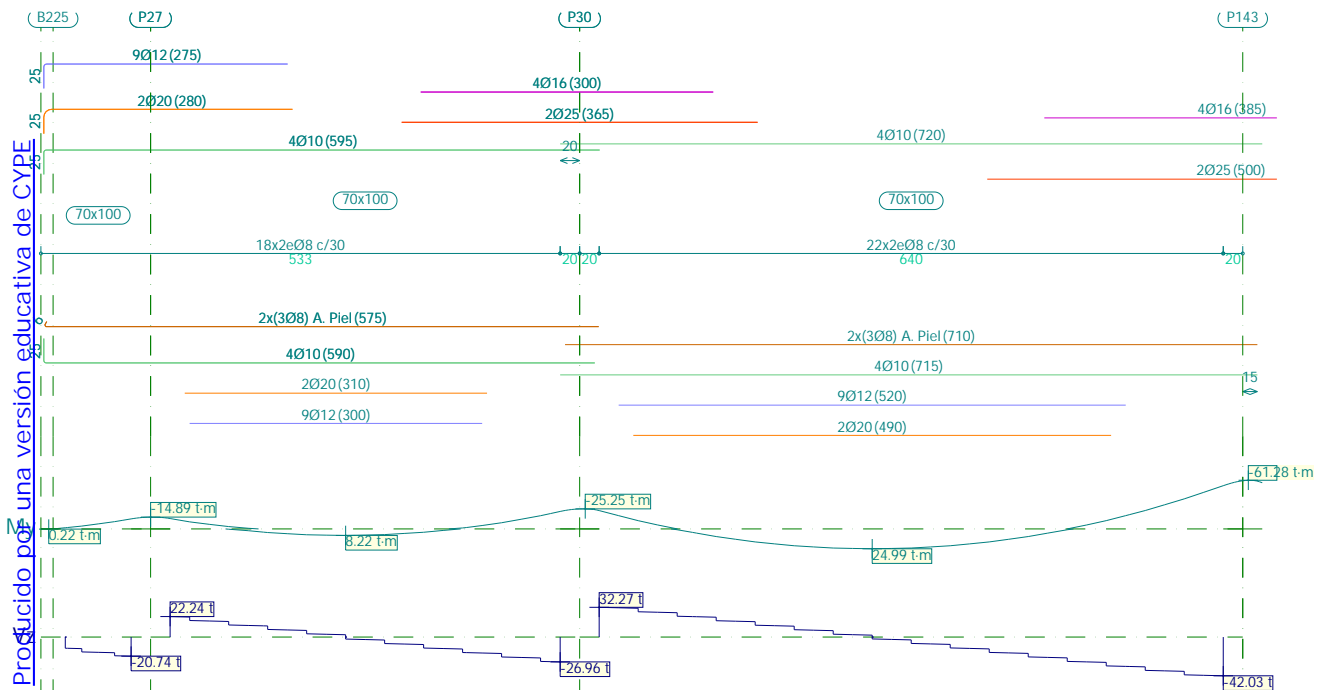 B225
P27
P30
P143
9Ø12 (275)
25
4Ø16 (300)
2Ø20 (280)
25
2Ø25 (365)
4Ø16 (385)
4Ø10 (595)
25
20
4Ø10 (720)
2Ø25 (500)
70x100
70x100
70x100
18x2eØ8 c/30
22x2eØ8 c/30
533
20
20
640
20
2x(3Ø8) A. Piel (575)
6
2x(3Ø8) A. Piel (710)
4Ø10 (590)
25
4Ø10 (715)
15
2Ø20 (310)
9Ø12 (520)
9Ø12 (300)
2Ø20 (490)
My
0.22 t·m
-14.89 t·m
8.22 t·m
-25.25 t·m
24.99 t·m
-61.28 t·m
-20.74 t
22.24 t
-26.96 t
32.27 t
-42.03 t
Producido por una versión educativa de CYPE